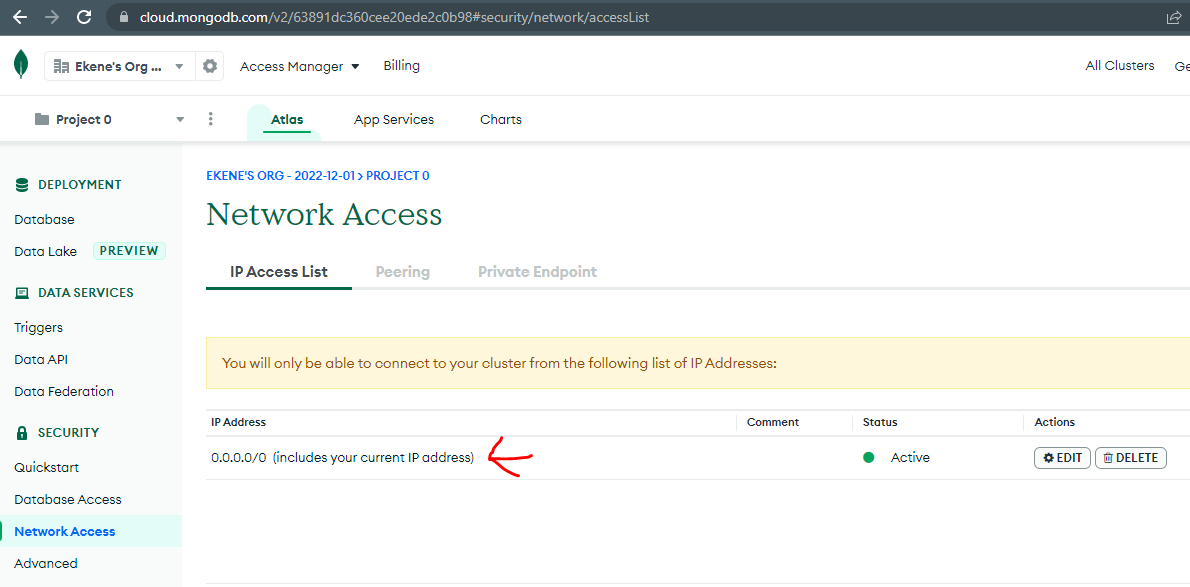 cloud.mongodb.com/v2/63891dc360cee20ede2c0b98#security/network/accessList
Ekene's Org ...
Access Manager
Billing
All Clusters
Ge
Project 0
Atlas
App Services
Charts
DEPLOYMENT
Database
Data Lake PREVIEW
DATA SERVICES
Triggers
Data API
Data Federation
SECURITY
Quickstart
Database Access
Network Access
Advanced
EKENE'S ORG - 2022-12-01 > PROJECT 0
Network Access
IP Access List
Peering
Private Endpoint
You will only be able to connect to your cluster from the following list of IP Addresses:
IP Address Comment Status Actions
0.0.0.0/0 (includes your current IP address) Active EDIT DELETE